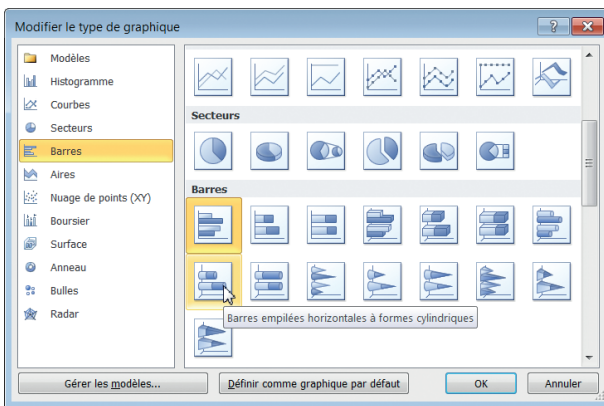 Modifier le type de graphique
Modèles
Histogramme
Courbes
Secteurs
Barres
Aires
Nuage de points (XY)
Boursier
Surface
Anneau
Bulles
Radar
Secteurs
Barres
Barres empilées horizontales à formes cylindriques
Gérer les modèles...
Définir comme graphique par défaut
OK
Annuler